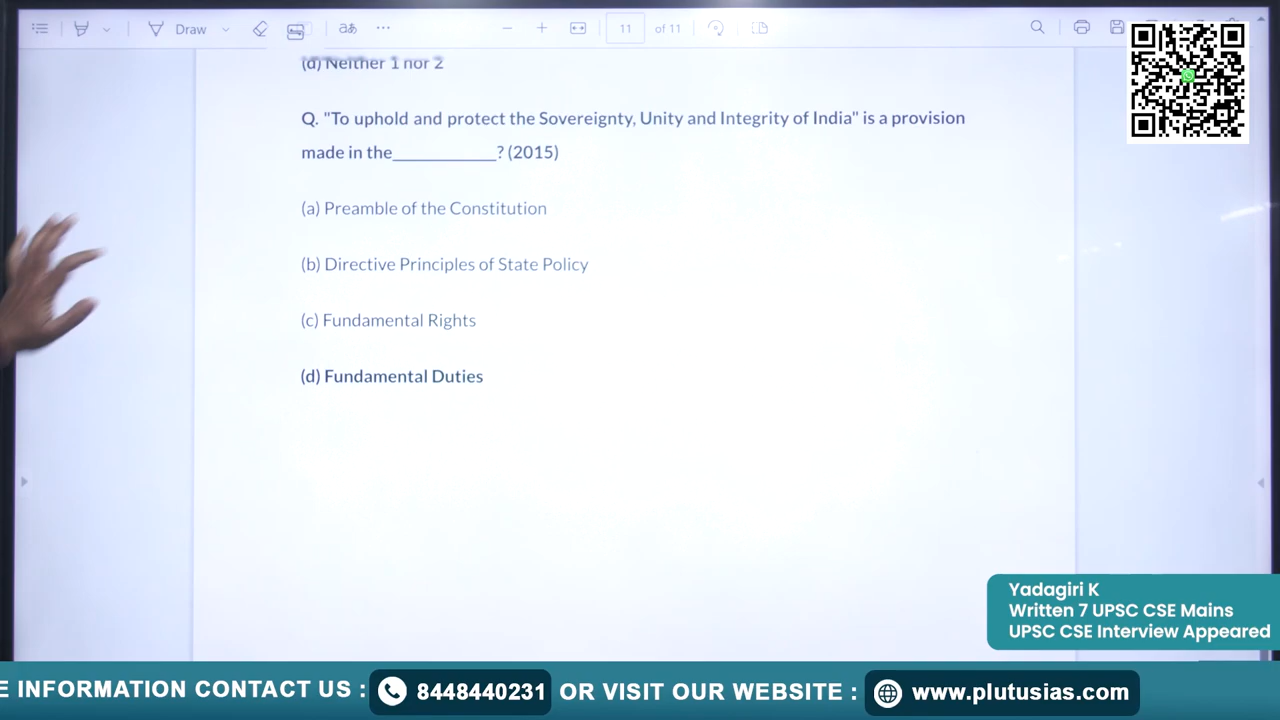 Draw
aあ
11
of 11
(d) Neither 1 nor 2
Q. "To uphold and protect the Sovereignty, Unity and Integrity of India" is a provision
made in the____________? (2015)
(a) Preamble of the Constitution
(b) Directive Principles of State Policy
(c) Fundamental Rights
(d) Fundamental Duties
Yadagiri K
Written 7 UPSC CSE Mains
UPSC CSE Interview Appeared
E INFORMATION CONTACT US : 8448440231 OR VISIT OUR WEBSITE : www.plutusias.com